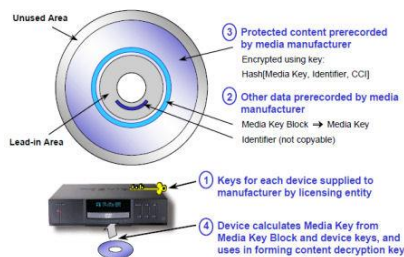 Unused Area
Lead-in Area
3 Protected content prerecorded
by media manufacturer
Encrypted using key:
Hash[Media Key, Identifier, CCI]
2 Other data prerecorded by media
manufacturer
Media Key Block → Media Key
Identifier (not copyable)
1 Keys for each device supplied to
manufacturer by licensing entity
4 Device calculates Media Key from
Media Key Block and device keys, and
uses in forming content decryption key